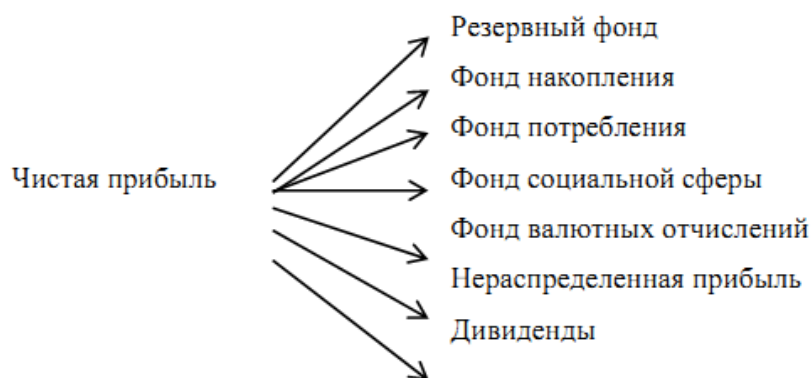 Резервный фонд
Фонд накопления
Фонд потребления
Чистая прибыль
Фонд социальной сферы
Фонд валютных отчислений
Нераспределенная прибыль
Дивиденды